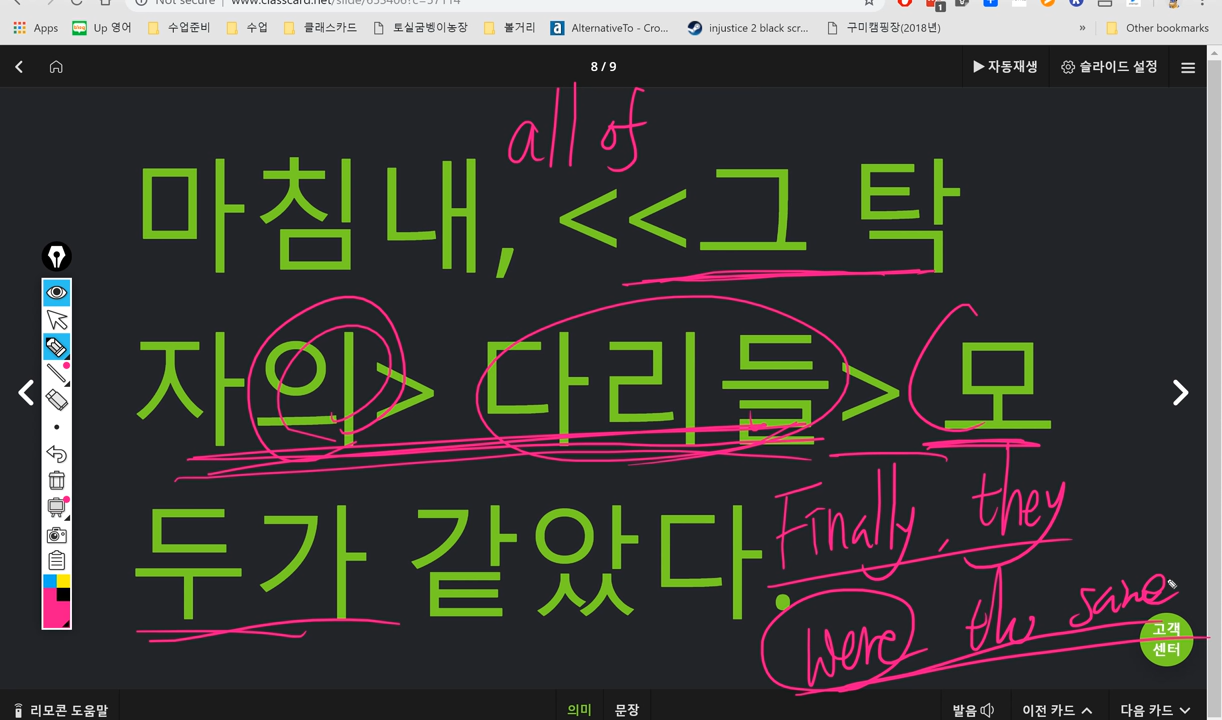 Not secure www.classcard.net/slide/655406?c=57114
Apps Up 영어 수업준비 수업 클래스카드 토실굼벵이농장 볼거리 AlternativeTo - Cro... injustice 2 black scr... 구미캠핑장(2018년) » Other bookmarks
8 / 9 자동재생 슬라이드 설정
all of
마침내, <<그 탁
자의> 다리들> 모
두가 같았다.
Finally, they
were the same
고객
센터
리모콘 도움말 의미 문장 발음 이전 카드 다음 카드